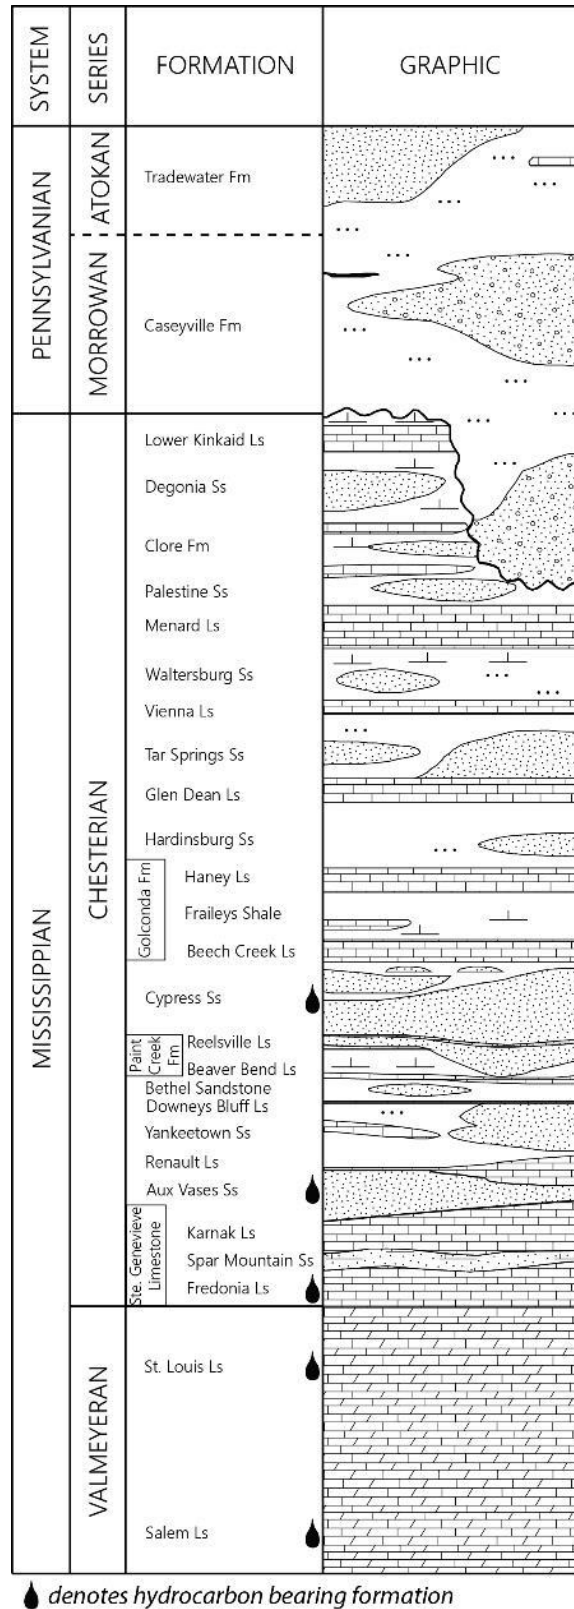 SYSTEM
SERIES
FORMATION
GRAPHIC
PENNSYLVANIAN
ATOKAN
Tradewater Fm
MORROWAN
Caseyville Fm
MISSISSIPPIAN
CHESTERIAN
Lower Kinkaid Ls
Degonia Ss
Clore Fm
Palestine Ss
Menard Ls
Waltersburg Ss
Vienna Ls
Tar Springs Ss
Glen Dean Ls
Hardinsburg Ss
Golconda Fm
Haney Ls
Fraileys Shale
Beech Creek Ls
Cypress Ss
Paint
Creek
Fm
Reelsville Ls
Beaver Bend Ls
Bethel Sandstone
Downeys Bluff Ls
Yankeetown Ss
Renault Ls
Aux Vases Ss
Ste. Genevieve
Limestone
Karnak Ls
Spar Mountain Ss
Fredonia Ls
VALMEYERAN
St. Louis Ls
Salem Ls
denotes hydrocarbon bearing formation